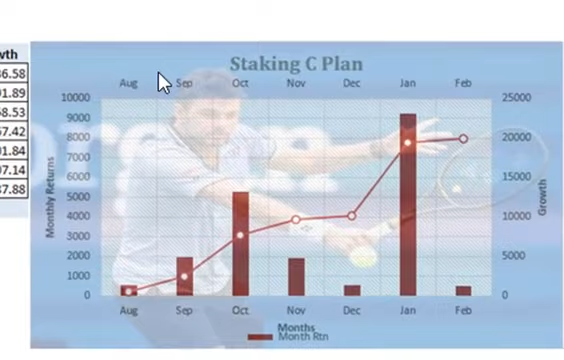 wth
36.58
91.89
58.53
57.42
91.84
97.14
37.88
Staking C Plan
Aug Sep Oct Nov Dec Jan Feb
10000 25000
9000
8000 20000
7000
6000 15000
5000
4000 10000
3000
2000 5000
1000
0 0
Monthly Returns
Growth
Aug Sep Oct Nov Dec Jan Feb
Months
Month Rtn